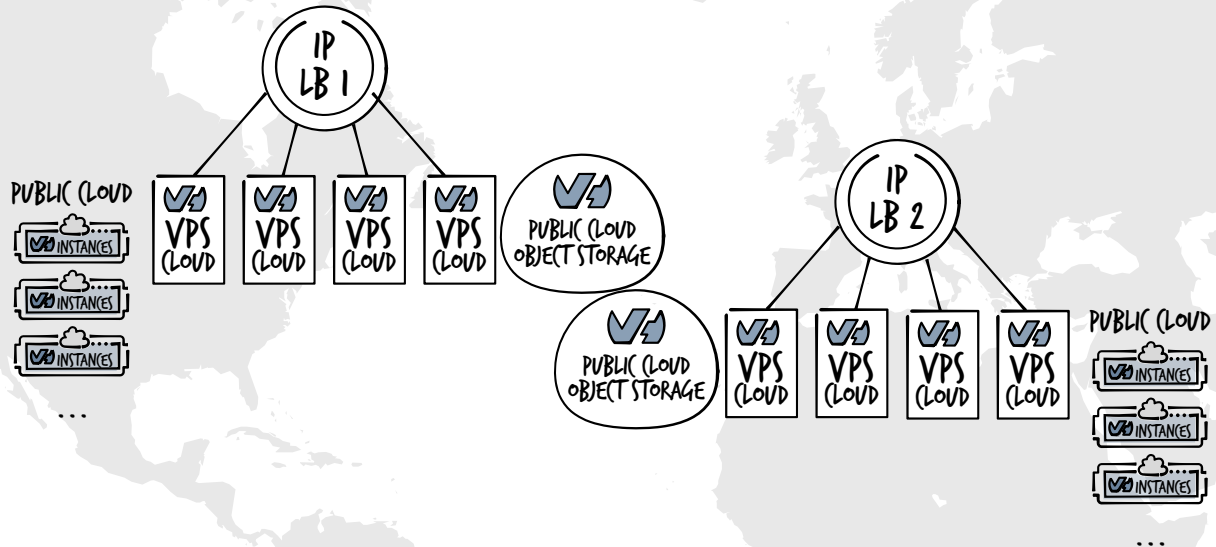 IP
LB 1
PUBLIC CLOUD
INSTANCES
INSTANCES
INSTANCES
...
VPS
CLOUD
VPS
CLOUD
VPS
CLOUD
VPS
CLOUD
PUBLIC CLOUD
OBJECT STORAGE
IP
LB 2
PUBLIC CLOUD
OBJECT STORAGE
VPS
CLOUD
VPS
CLOUD
VPS
CLOUD
VPS
CLOUD
PUBLIC CLOUD
INSTANCES
INSTANCES
INSTANCES
...